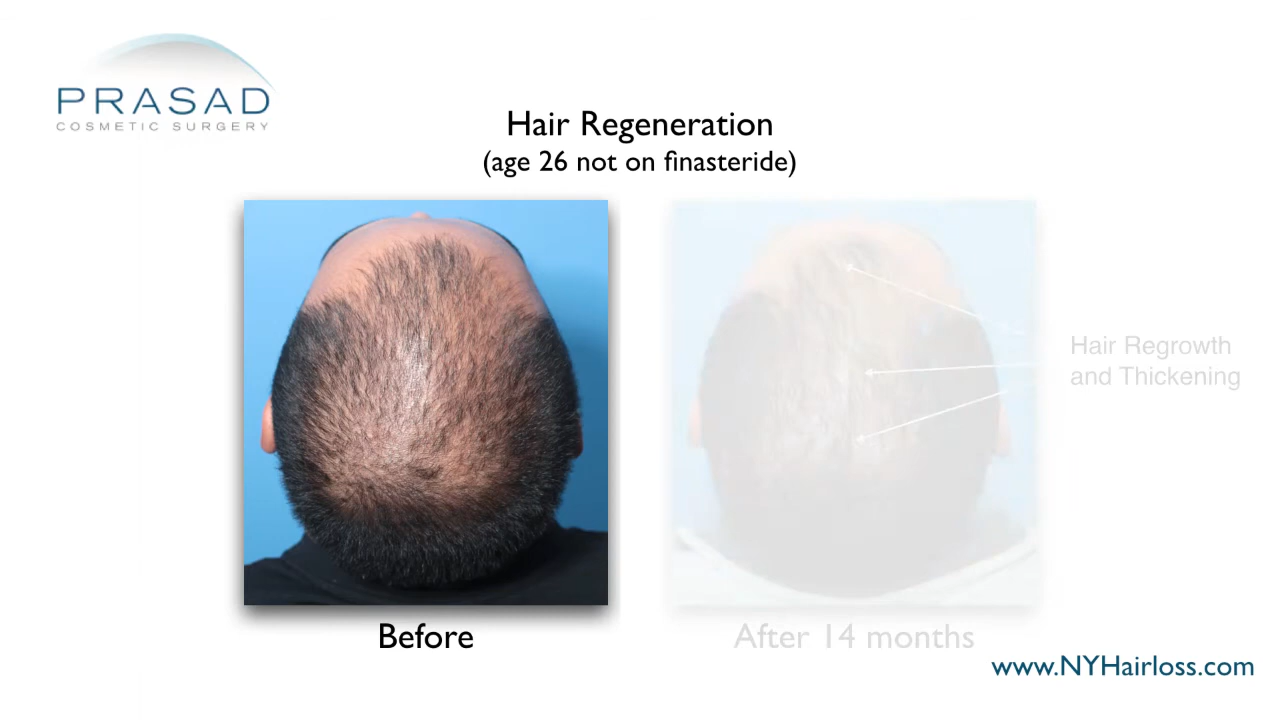 PRASAD
COSMETIC SURGERY
Hair Regeneration
(age 26 not on finasteride)
Hair Regrowth
and Thickening
Before
After 14 months
www.NYHairloss.com